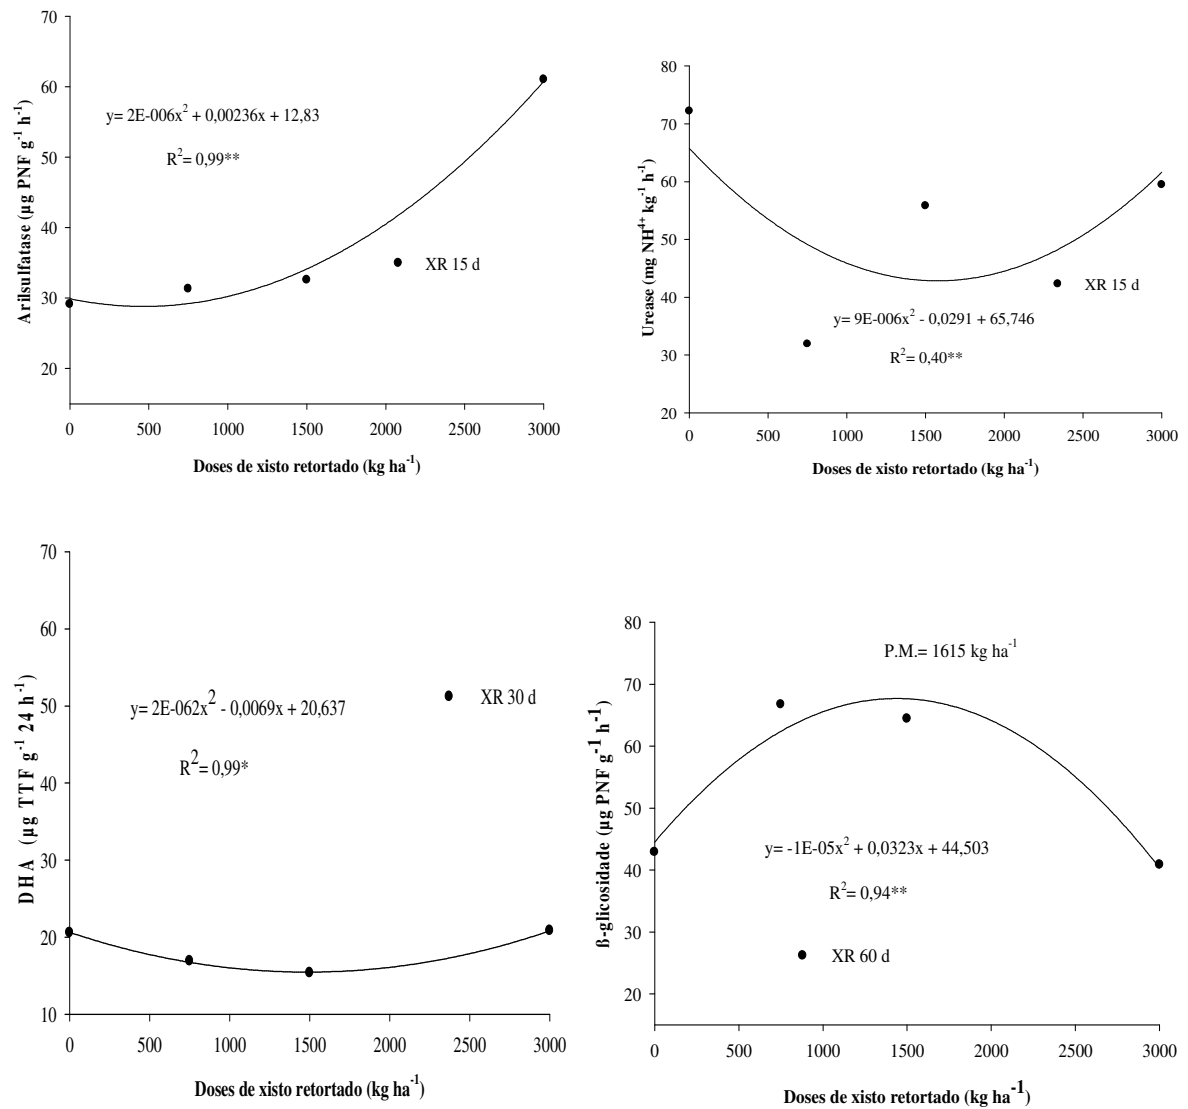 70
60
50
40
30
20
Arilsulfatase (µg PNF g⁻¹ h⁻¹)
y= 2E-006x² + 0,00236x + 12,83
R²= 0,99**
XR 15 d
0 500 1000 1500 2000 2500 3000
Doses de xisto retortado (kg ha⁻¹)
80
70
60
50
40
30
20
Urease (mg NH⁴⁺ kg⁻¹ h⁻¹)
XR 15 d
y= 9E-006x² - 0,0291 + 65,746
R²= 0,40**
0 500 1000 1500 2000 2500 3000
Doses de xisto retortado (kg ha⁻¹)
70
60
50
40
30
20
10
DHA (µg TTF g⁻¹ 24 h⁻¹)
XR 30 d
y= 2E-062x² - 0,0069x + 20,637
R²= 0,99*
0 500 1000 1500 2000 2500 3000
Doses de xisto retortado (kg ha⁻¹)
80
70
60
50
40
30
20
ß-glicosidade (µg PNF g⁻¹ h⁻¹)
P.M.= 1615 kg ha⁻¹
y= -1E-05x² + 0,0323x + 44,503
R²= 0,94**
XR 60 d
0 500 1000 1500 2000 2500 3000
Doses de xisto retortado (kg ha⁻¹)